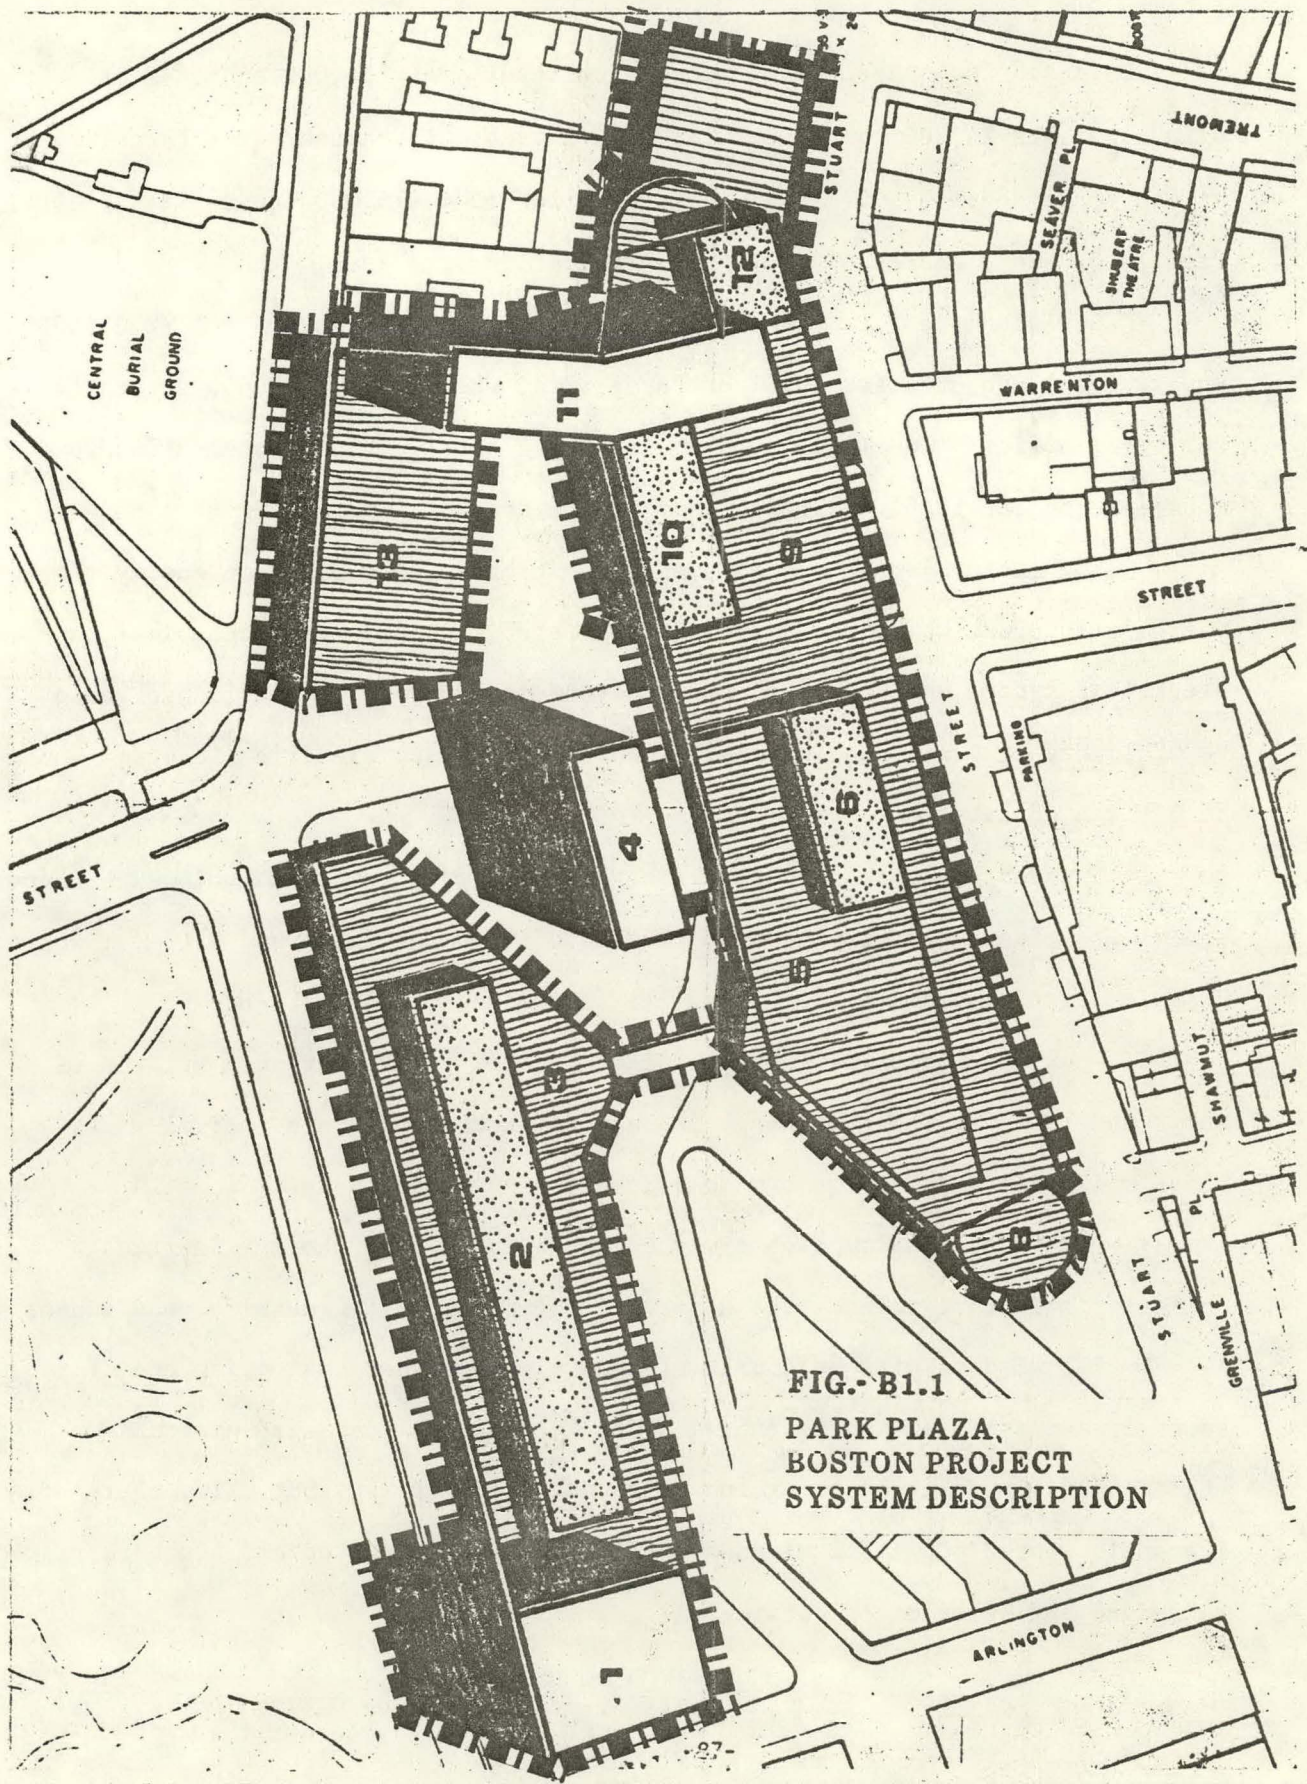 BOST
TREMONT
STUART
SEAVER PL
SHUBERT
THEATRE
12
CENTRAL
BURIAL
GROUND
WARRENTON
11
10
9
13
STREET
STREET
PARKING
6
4
STREET
5
SHAWMUT
3
PL
2
8
STUART
GRENVILLE
FIG.- B1.1
PARK PLAZA,
BOSTON PROJECT
SYSTEM DESCRIPTION
ARLINGTON
1
-87-